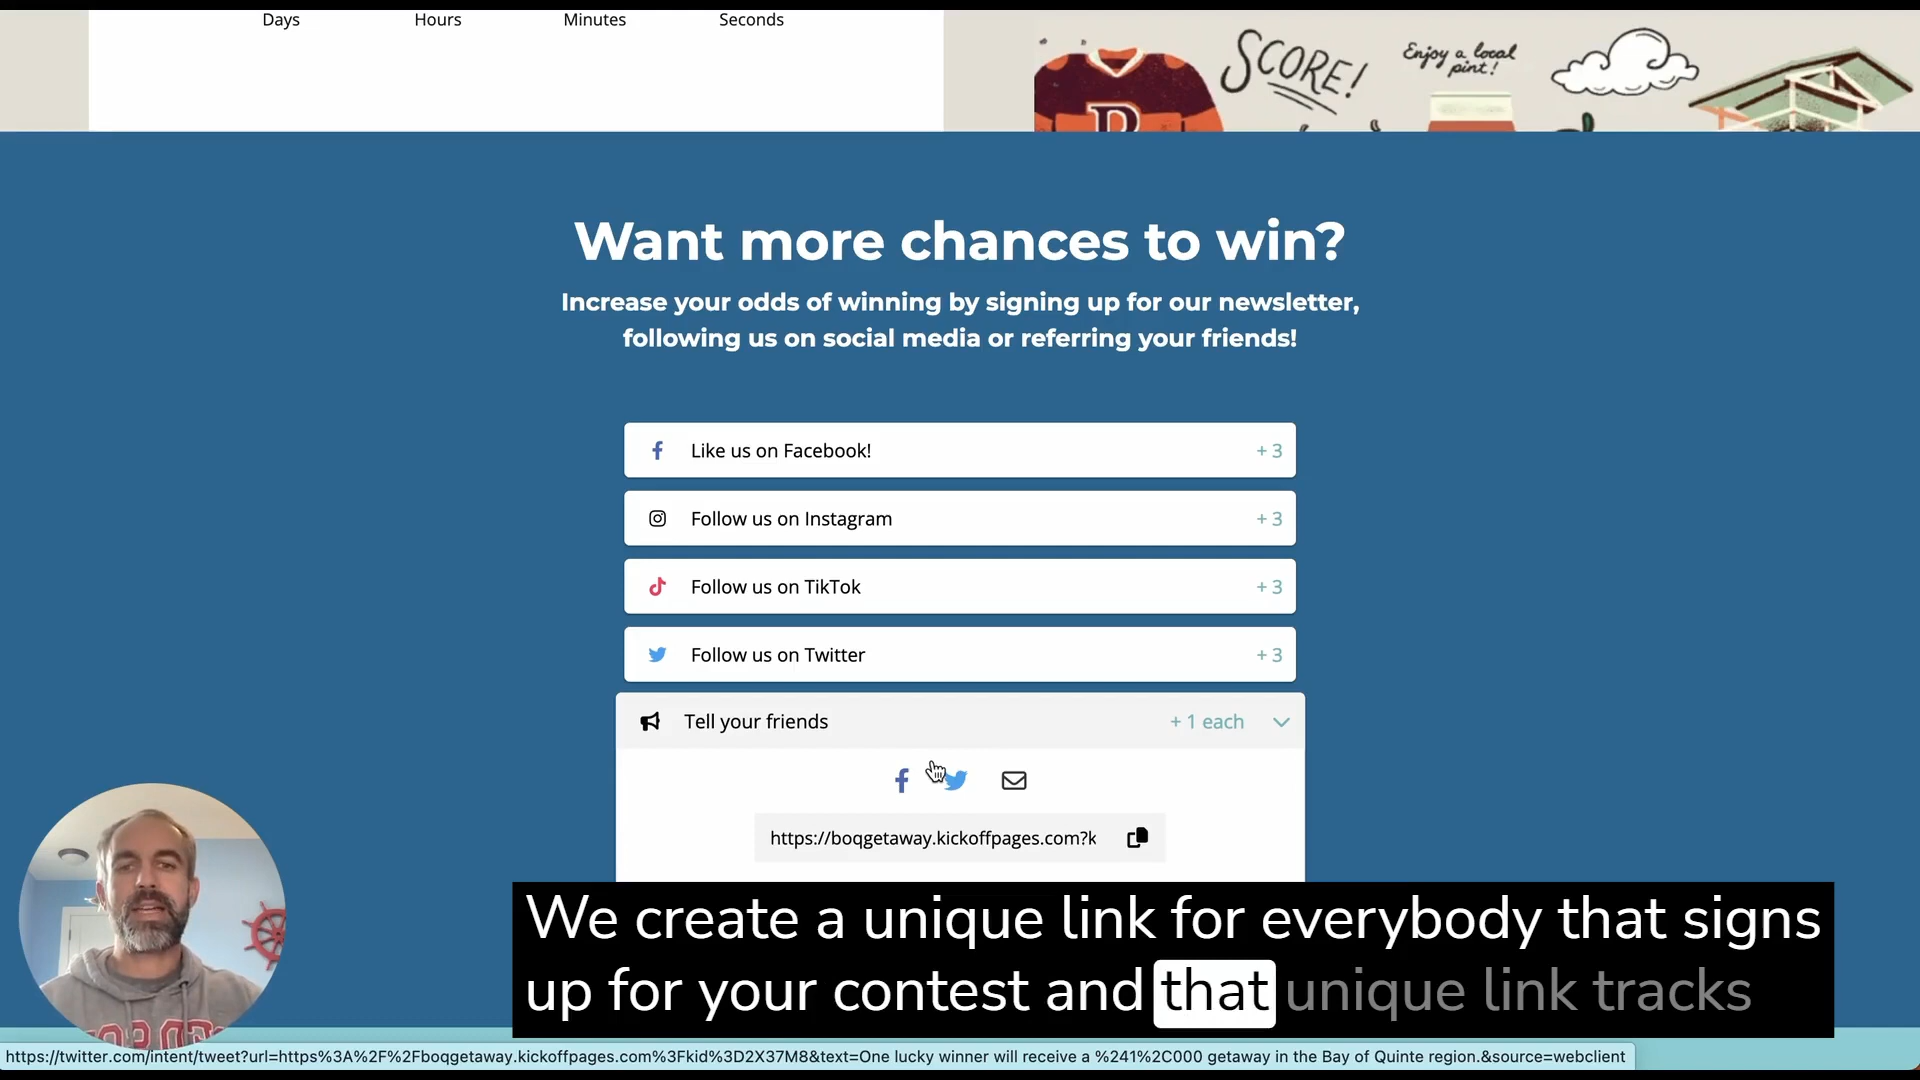 Days Hours Minutes Seconds
SCORE!
Enjoy a local
pint!
Want more chances to win?
Increase your odds of winning by signing up for our newsletter,
following us on social media or referring your friends!
Like us on Facebook! + 3
Follow us on Instagram + 3
Follow us on TikTok + 3
Follow us on Twitter + 3
Tell your friends + 1 each
https://boqgetaway.kickoffpages.com?k
We create a unique link for everybody that signs
up for your contest and that unique link tracks
https://twitter.com/intent/tweet?url=https%3A%2F%2Fboqgetaway.kickoffpages.com%3Fkid%3D2X37M8&text=One lucky winner will receive a %241%2C000 getaway in the Bay of Quinte region.&source=webclient